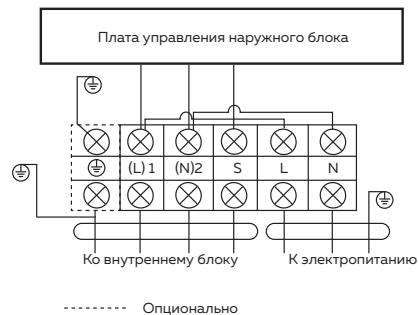 Плата управления наружного блока
(L) 1 (N)2 S L N
Ко внутреннему блоку К электропитанию
Опционально